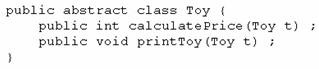 public abstract class Toy {
    public int calculatePrice(Toy t) ;
    public void printToy(Toy t) ;
}